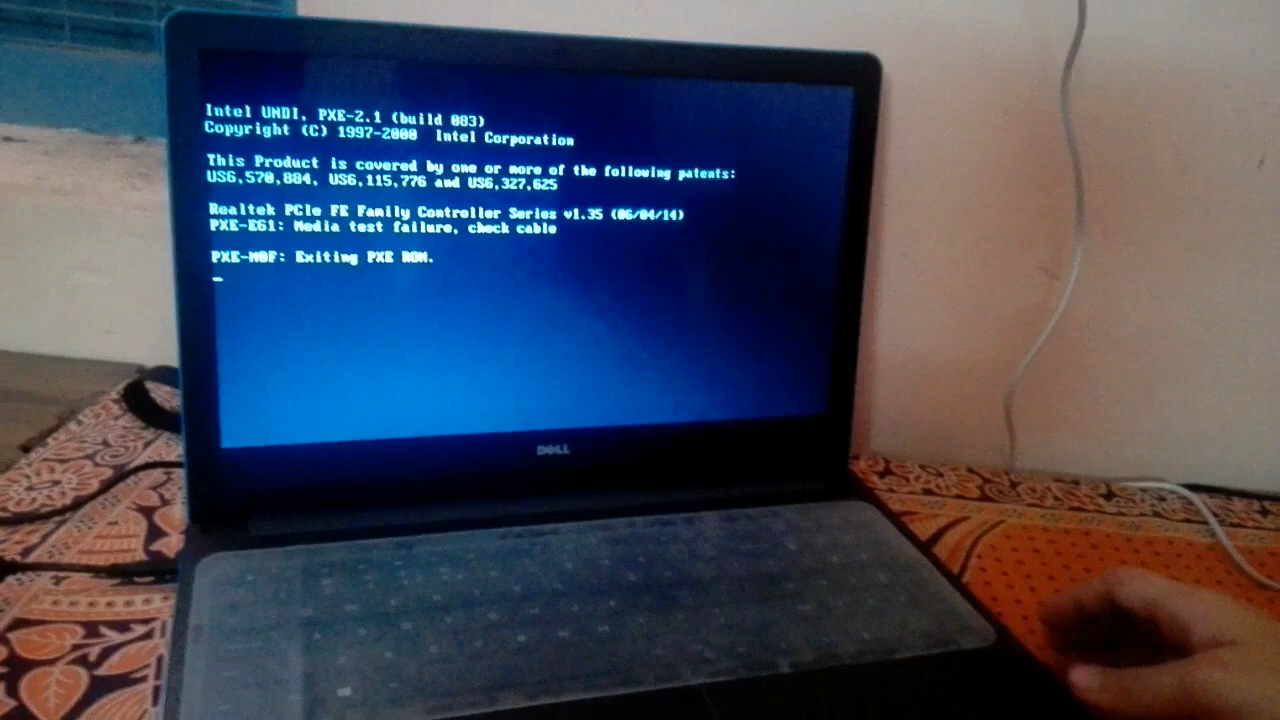 Intel UNDI, PXE-2.1 (build 083)
Copyright (C) 1997-2000  Intel Corporation
This Product is covered by one or more of the following patents:
US6,570,884, US6,115,776 and US6,327,625
Realtek PCIe FE Family Controller Series v1.35 (06/04/14)
PXE-E61: Media test failure, check cable
PXE-M0F: Exiting PXE ROM.
DELL